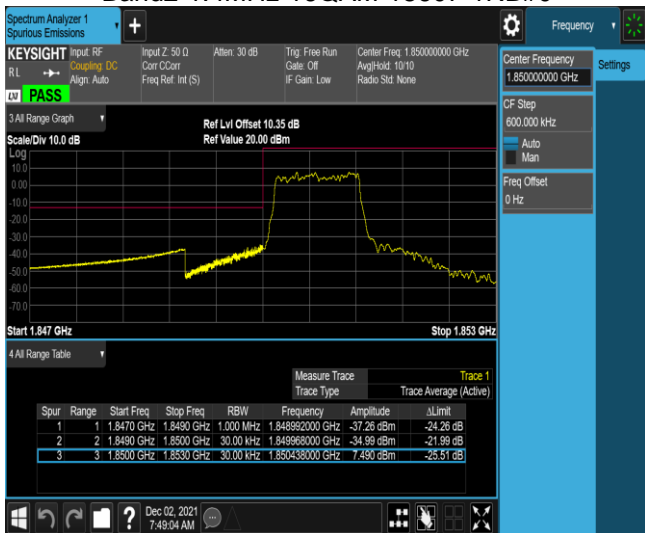 Spectrum Analyzer 1
Spurious Emissions
Frequency
KEYSIGHT Input: RF Input Z: 50 Ω Atten: 30 dB Trig: Free Run Center Freq: 1.850000000 GHz
RL Coupling: DC Corr CCorr Gate: Off Avg|Hold: 10/10
Align: Auto Freq Ref: Int (S) IF Gain: Low Radio Std: None
LXI PASS
Center Frequency
1.850000000 GHz
Settings
CF Step
600.000 kHz
Auto
Man
Freq Offset
0 Hz
3 All Range Graph
Ref Lvl Offset 10.35 dB
Scale/Div 10.0 dB Ref Value 20.00 dBm
Log
10.0
0.00
-10.0
-20.0
-30.0
-40.0
-50.0
-60.0
-70.0
Start 1.847 GHz Stop 1.853 GHz
4 All Range Table
Measure Trace Trace 1
Trace Type Trace Average (Active)
Spur Range Start Freq Stop Freq RBW Frequency Amplitude ΔLimit
1 1 1.8470 GHz 1.8490 GHz 1.000 MHz 1.848992000 GHz -37.26 dBm -24.26 dB
2 2 1.8490 GHz 1.8500 GHz 30.00 kHz 1.849968000 GHz -34.99 dBm -21.99 dB
3 3 1.8500 GHz 1.8530 GHz 30.00 kHz 1.850438000 GHz 7.490 dBm -25.51 dB
Dec 02, 2021
7:49:04 AM